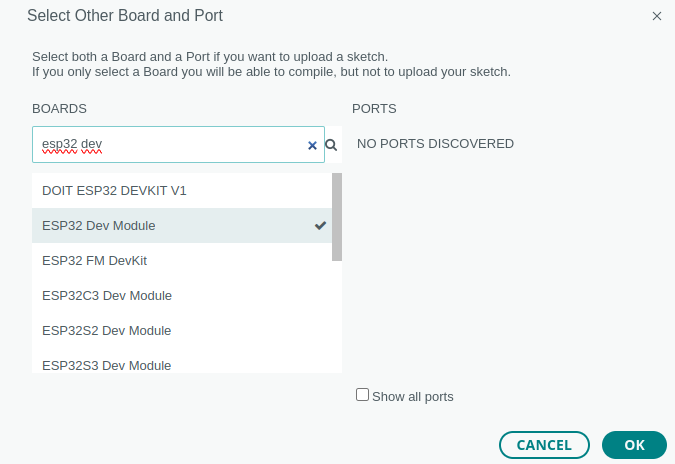 Select Other Board and Port
Select both a Board and a Port if you want to upload a sketch.
If you only select a Board you will be able to compile, but not to upload your sketch.
BOARDS
esp32 dev
DOIT ESP32 DEVKIT V1
ESP32 Dev Module
ESP32 FM DevKit
ESP32C3 Dev Module
ESP32S2 Dev Module
ESP32S3 Dev Module
PORTS
NO PORTS DISCOVERED
Show all ports
CANCEL
OK